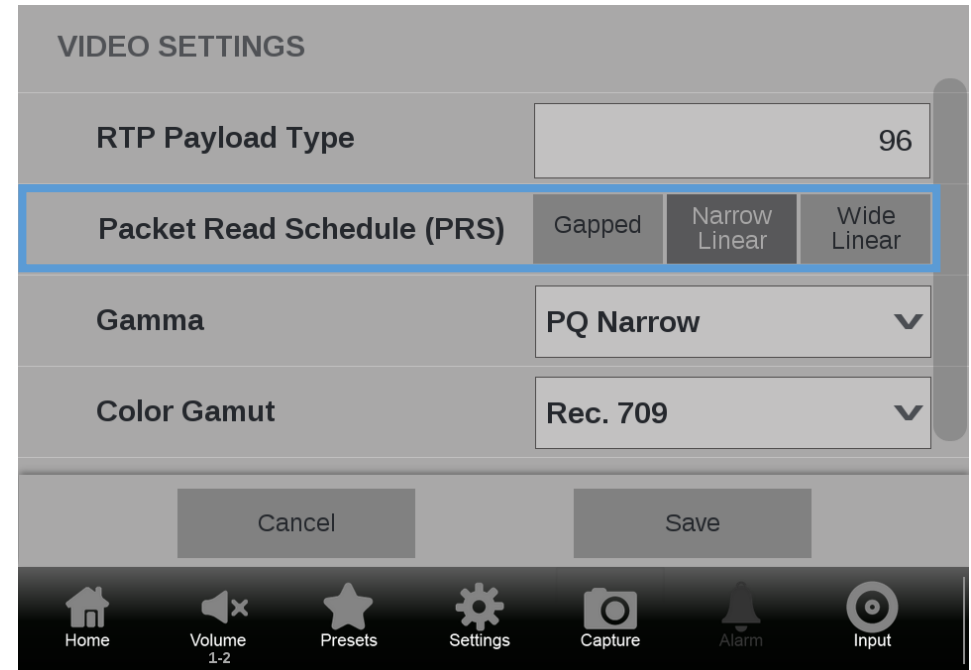 VIDEO SETTINGS
RTP Payload Type
96
Packet Read Schedule (PRS)
Gapped
Narrow
Linear
Wide
Linear
Gamma
PQ Narrow
Color Gamut
Rec. 709
Cancel
Save
Home
Volume
1-2
Presets
Settings
Capture
Alarm
Input